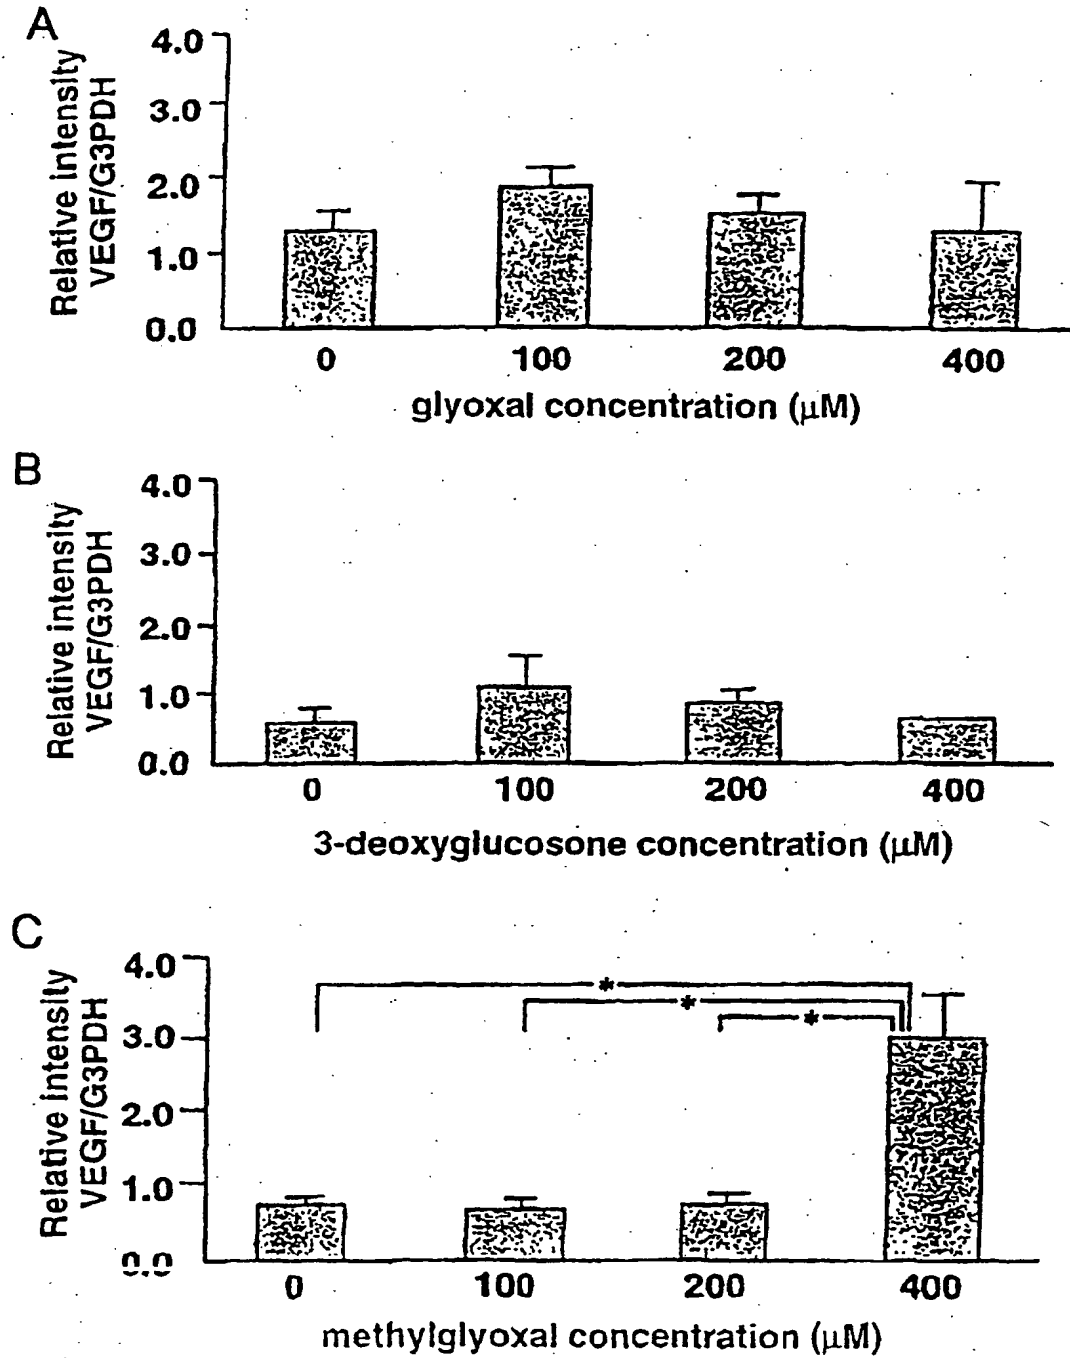 A
4.0
3.0
2.0
1.0
0.0
Relative intensity
VEGF/G3PDH
0 100 200 400
glyoxal concentration (μM)
B
4.0
3.0
2.0
1.0
0.0
Relative intensity
VEGF/G3PDH
0 100 200 400
3-deoxyglucosone concentration (μM)
C
4.0
3.0
2.0
1.0
0.0
Relative intensity
VEGF/G3PDH
*
*
*
0 100 200 400
methylglyoxal concentration (μM)